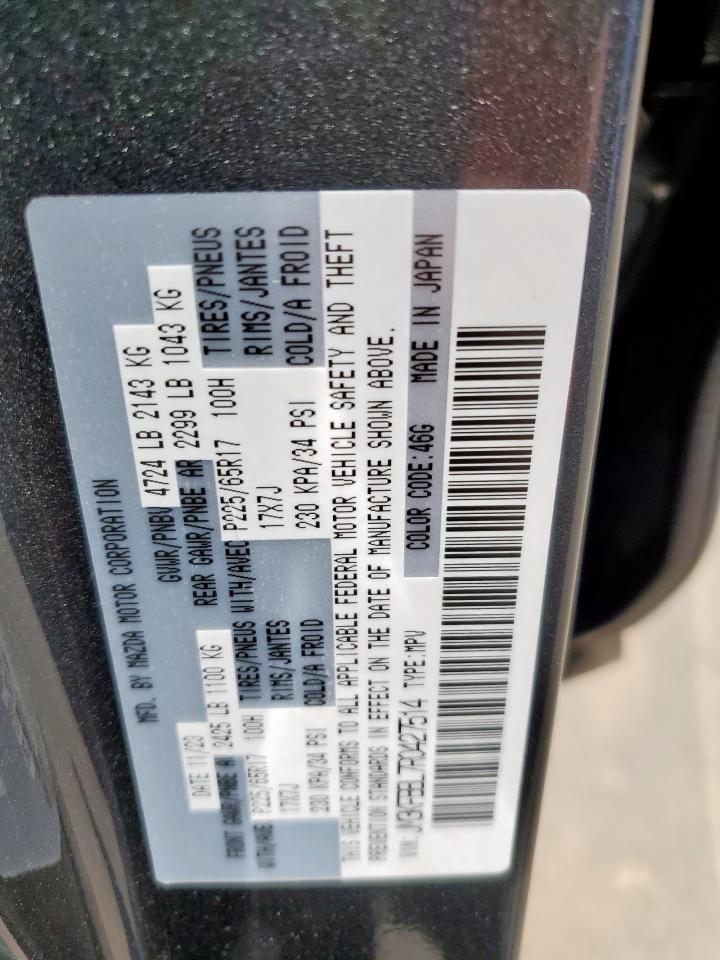 MFD. BY MAZDA MOTOR CORPORATION
DATE 11/23 GVWR/PNBV 4724 LB 2143 KG
FRONT GAWR/PNBE A 2425 LB 1100 KG REAR GAWR/PNBE AR 2299 LB 1043 KG
WITH/AVE P225/65R17 100H TIRES/PNEUS WITH/AVEC P225/65R17 100H TIRES/PNEUS
17X7J RIMS/JANTES 17X7J RIMS/JANTES
230 KPA/34 PSI COLD/A FROID 230 KPA/34 PSI COLD/A FROID
THIS VEHICLE CONFORMS TO ALL APPLICABLE FEDERAL MOTOR VEHICLE SAFETY AND THEFT
PREVENTION STANDARDS IN EFFECT ON THE DATE OF MANUFACTURE SHOWN ABOVE.
VIN: JM3KFBBL7R0427514 TYPE:MPV COLOR CODE:46G MADE IN JAPAN